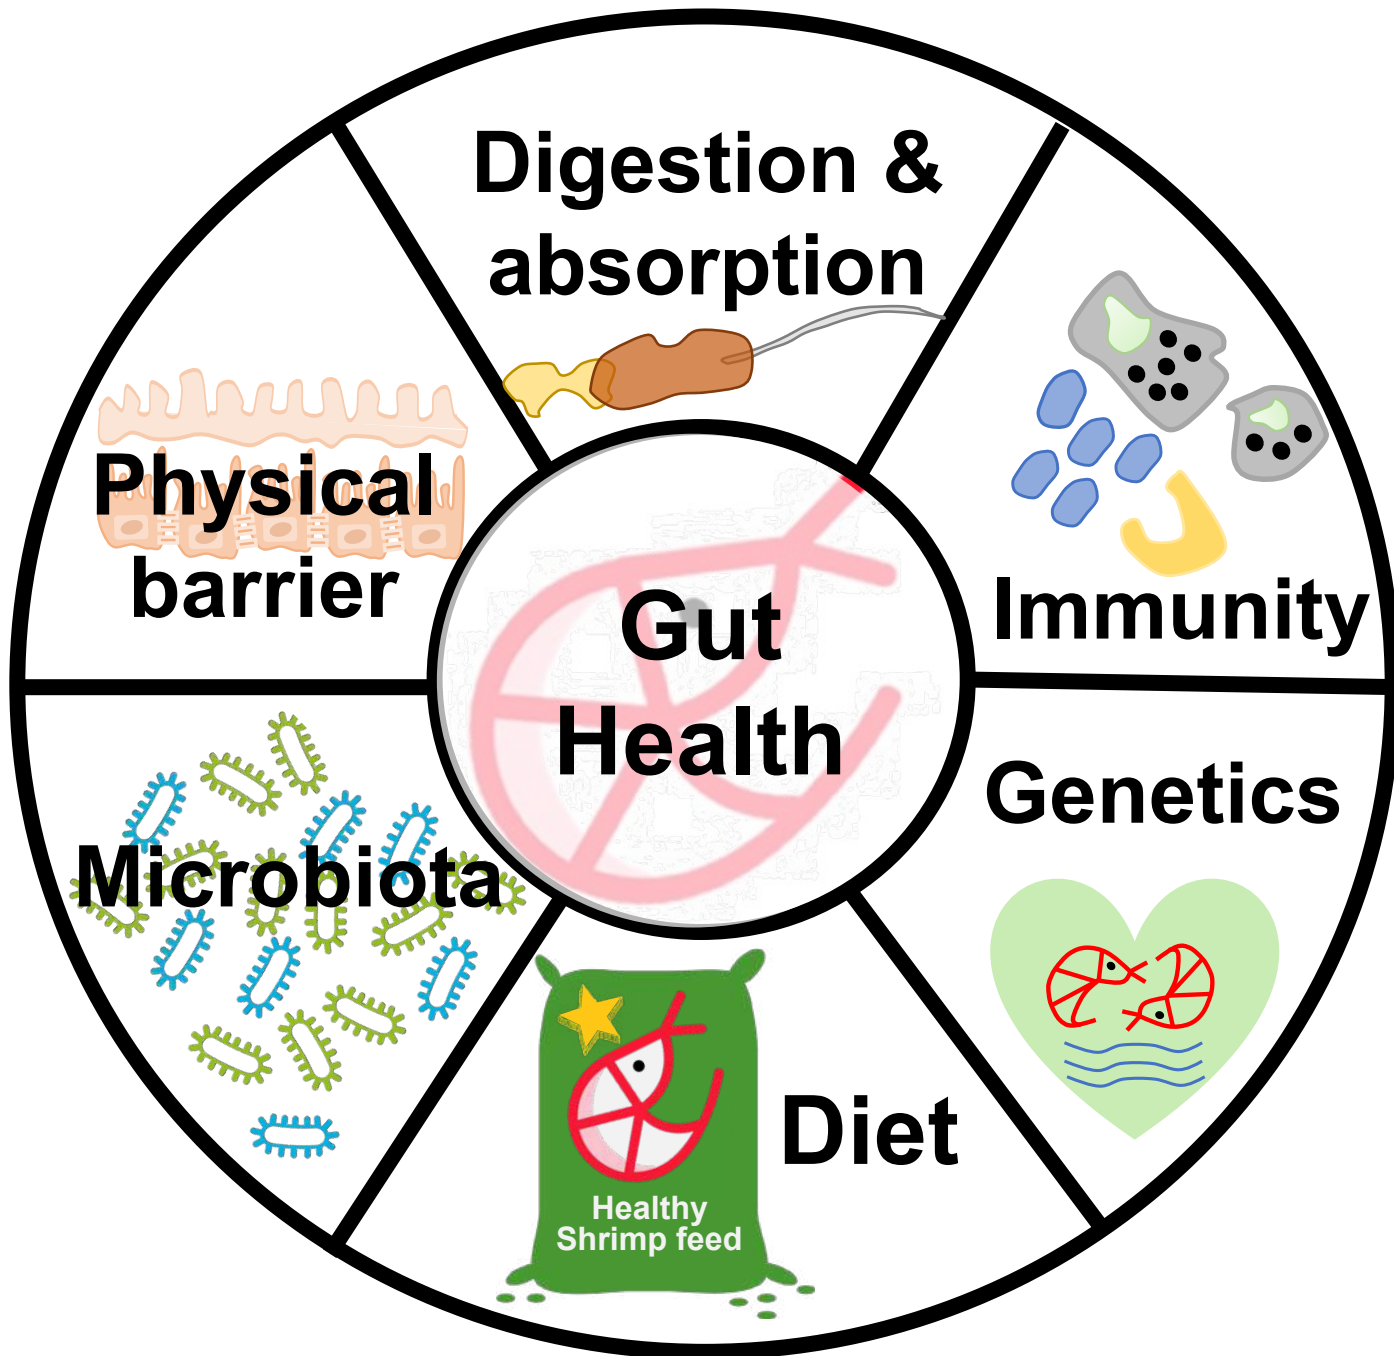 Digestion &
absorption
Physical
barrier
Immunity
Gut
Health
Genetics
Microbiota
Diet
Healthy
Shrimp feed